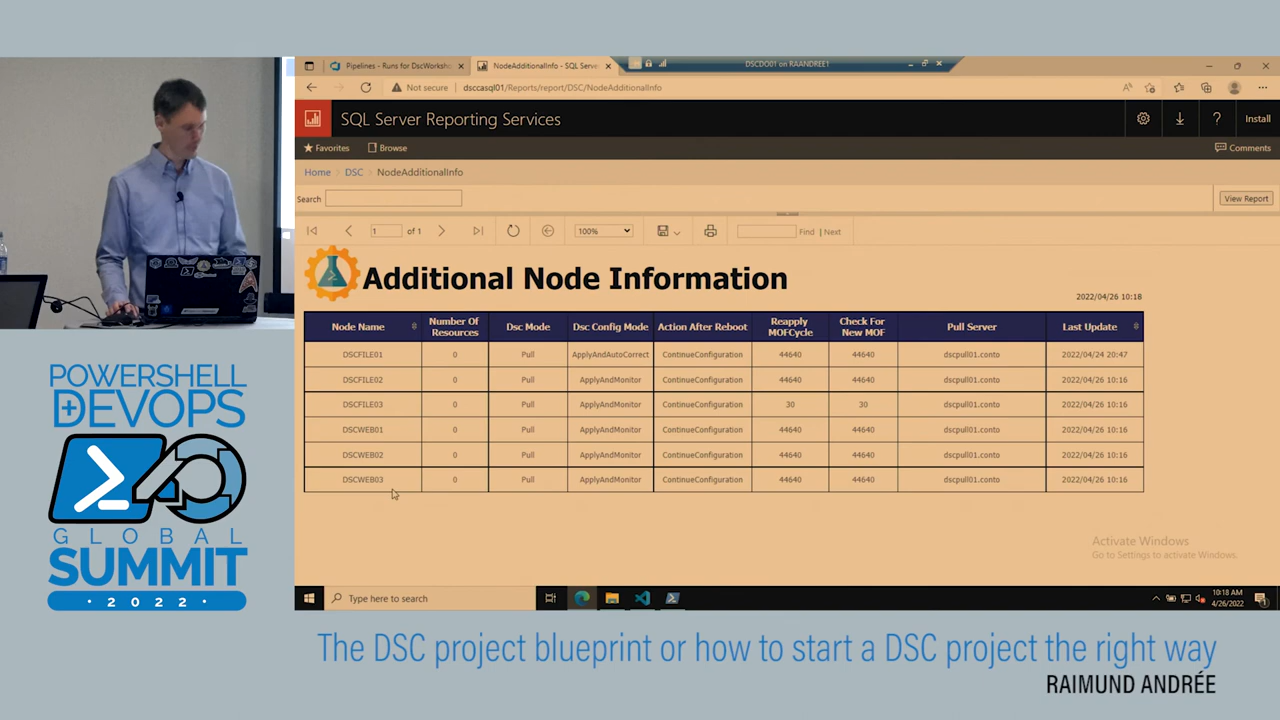 Pipelines - Runs for DscWorksho
NodeAdditionalInfo - SQL Serve
DSCDO01 on RAANDREE1
Not secure
dsccasql01/Reports/report/DSC/NodeAdditionalInfo
SQL Server Reporting Services
Install
Favorites
Browse
Comments
Home > DSC > NodeAdditionalInfo
Search
View Report
1 of 1
100%
Find | Next
Additional Node Information
2022/04/26 10:18
Node Name Number Of Resources Dsc Mode Dsc Config Mode Action After Reboot Reapply MOFCycle Check For New MOF Pull Server Last Update
DSCFILE01 0 Pull ApplyAndAutoCorrect ContinueConfiguration 44640 44640 dscpull01.conto 2022/04/24 20:47
DSCFILE02 0 Pull ApplyAndMonitor ContinueConfiguration 44640 44640 dscpull01.conto 2022/04/26 10:16
DSCFILE03 0 Pull ApplyAndMonitor ContinueConfiguration 30 30 dscpull01.conto 2022/04/26 10:16
DSCWEB01 0 Pull ApplyAndMonitor ContinueConfiguration 44640 44640 dscpull01.conto 2022/04/26 10:16
DSCWEB02 0 Pull ApplyAndMonitor ContinueConfiguration 44640 44640 dscpull01.conto 2022/04/26 10:16
DSCWEB03 0 Pull ApplyAndMonitor ContinueConfiguration 44640 44640 dscpull01.conto 2022/04/26 10:16
Activate Windows
Go to Settings to activate Windows.
Type here to search
10:18 AM
4/26/2022
POWERSHELL
+DEVOPS
GLOBAL
SUMMIT
· 2 0 2 2 ·
The DSC project blueprint or how to start a DSC project the right way
RAIMUND ANDRÉE